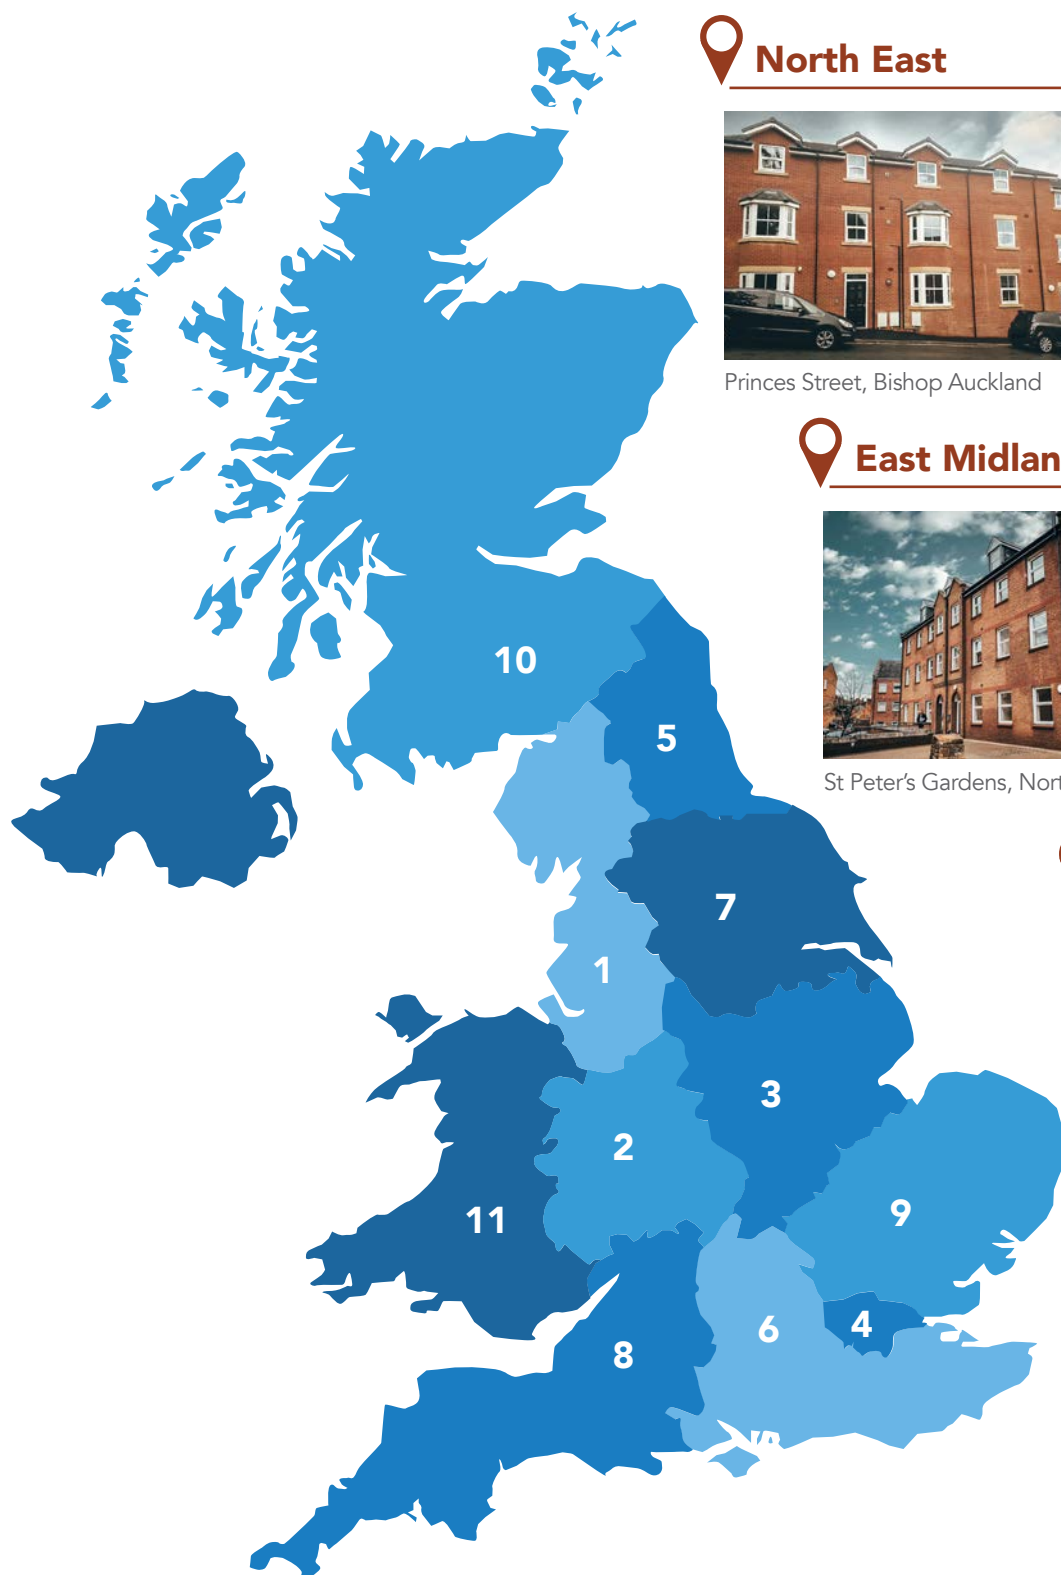 North East
Princes Street, Bishop Auckland
East Midlan
St Peter's Gardens, Nort
10
5
7
1
3
2
9
11
4
6
8